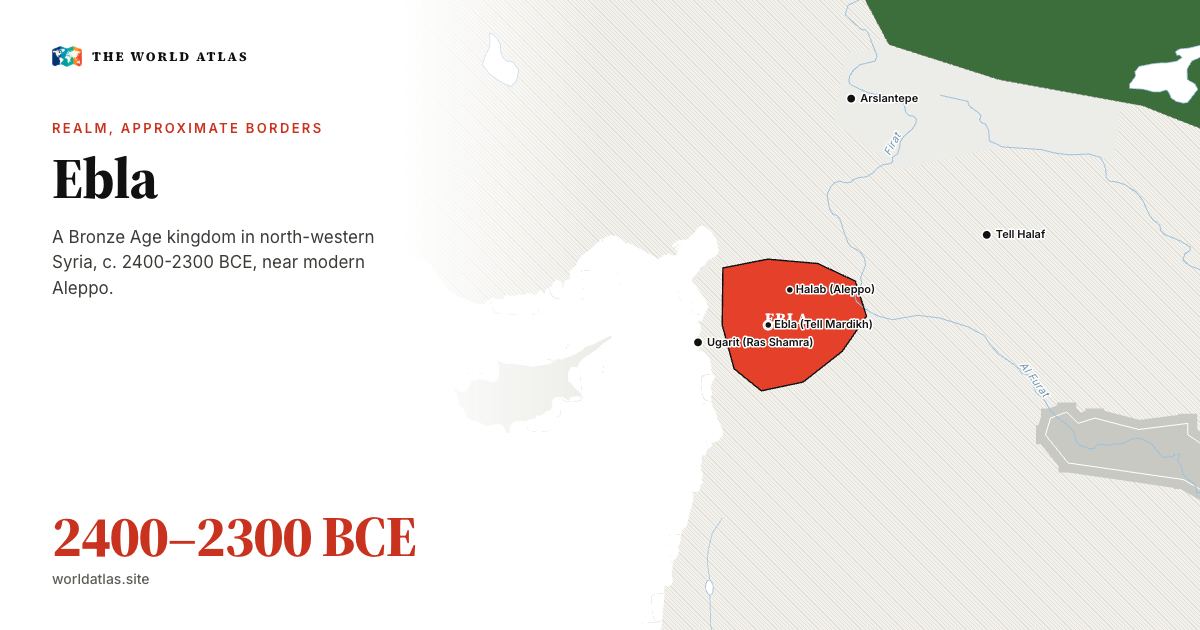 THE WORLD ATLAS
REALM, APPROXIMATE BORDERS
Ebla
A Bronze Age kingdom in north-western
Syria, c. 2400-2300 BCE, near modern
Aleppo.
2400–2300 BCE
worldatlas.site
Arslantepe
Firat
Tell Halaf
Halab (Aleppo)
EBLA
Ebla (Tell Mardikh)
Ugarit (Ras Shamra)
Al Furat